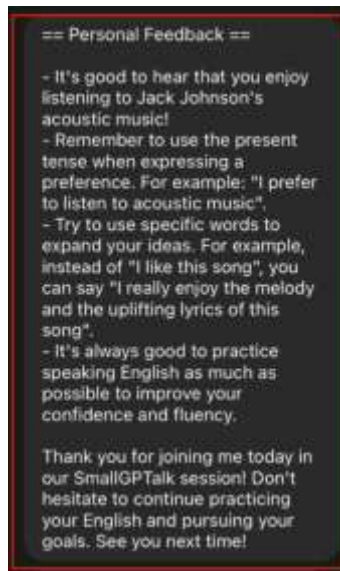 == Personal Feedback ==
- It's good to hear that you enjoy
listening to Jack Johnson's
acoustic music!
- Remember to use the present
tense when expressing a
preference. For example: "I prefer
to listen to acoustic music".
- Try to use specific words to
expand your ideas. For example,
instead of "I like this song", you
can say "I really enjoy the melody
and the uplifting lyrics of this
song".
- It's always good to practice
speaking English as much as
possible to improve your
confidence and fluency.
Thank you for joining me today in
our SmallGPTalk session! Don't
hesitate to continue practicing
your English and pursuing your
goals. See you next time!